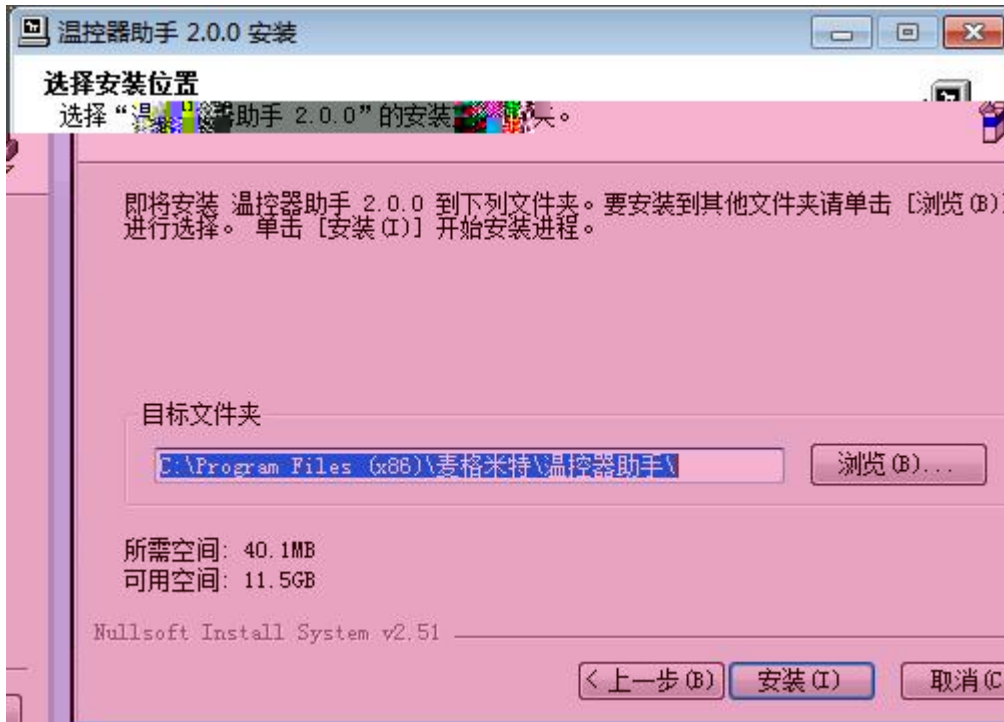 温控器助手 2.0.0 安装
选择安装位置
选择“温 器助手 2.0.0”的安装 夹。
即将安装 温控器助手 2.0.0 到下列文件夹。要安装到其他文件夹请单击 [浏览(B)]
进行选择。 单击 [安装(I)] 开始安装进程。
目标文件夹
C:\Program Files (x86)\麦格米特\温控器助手\
浏览(B)...
所需空间: 40.1MB
可用空间: 11.5GB
Nullsoft Install System v2.51
< 上一步(B)
安装(I)
取消(C